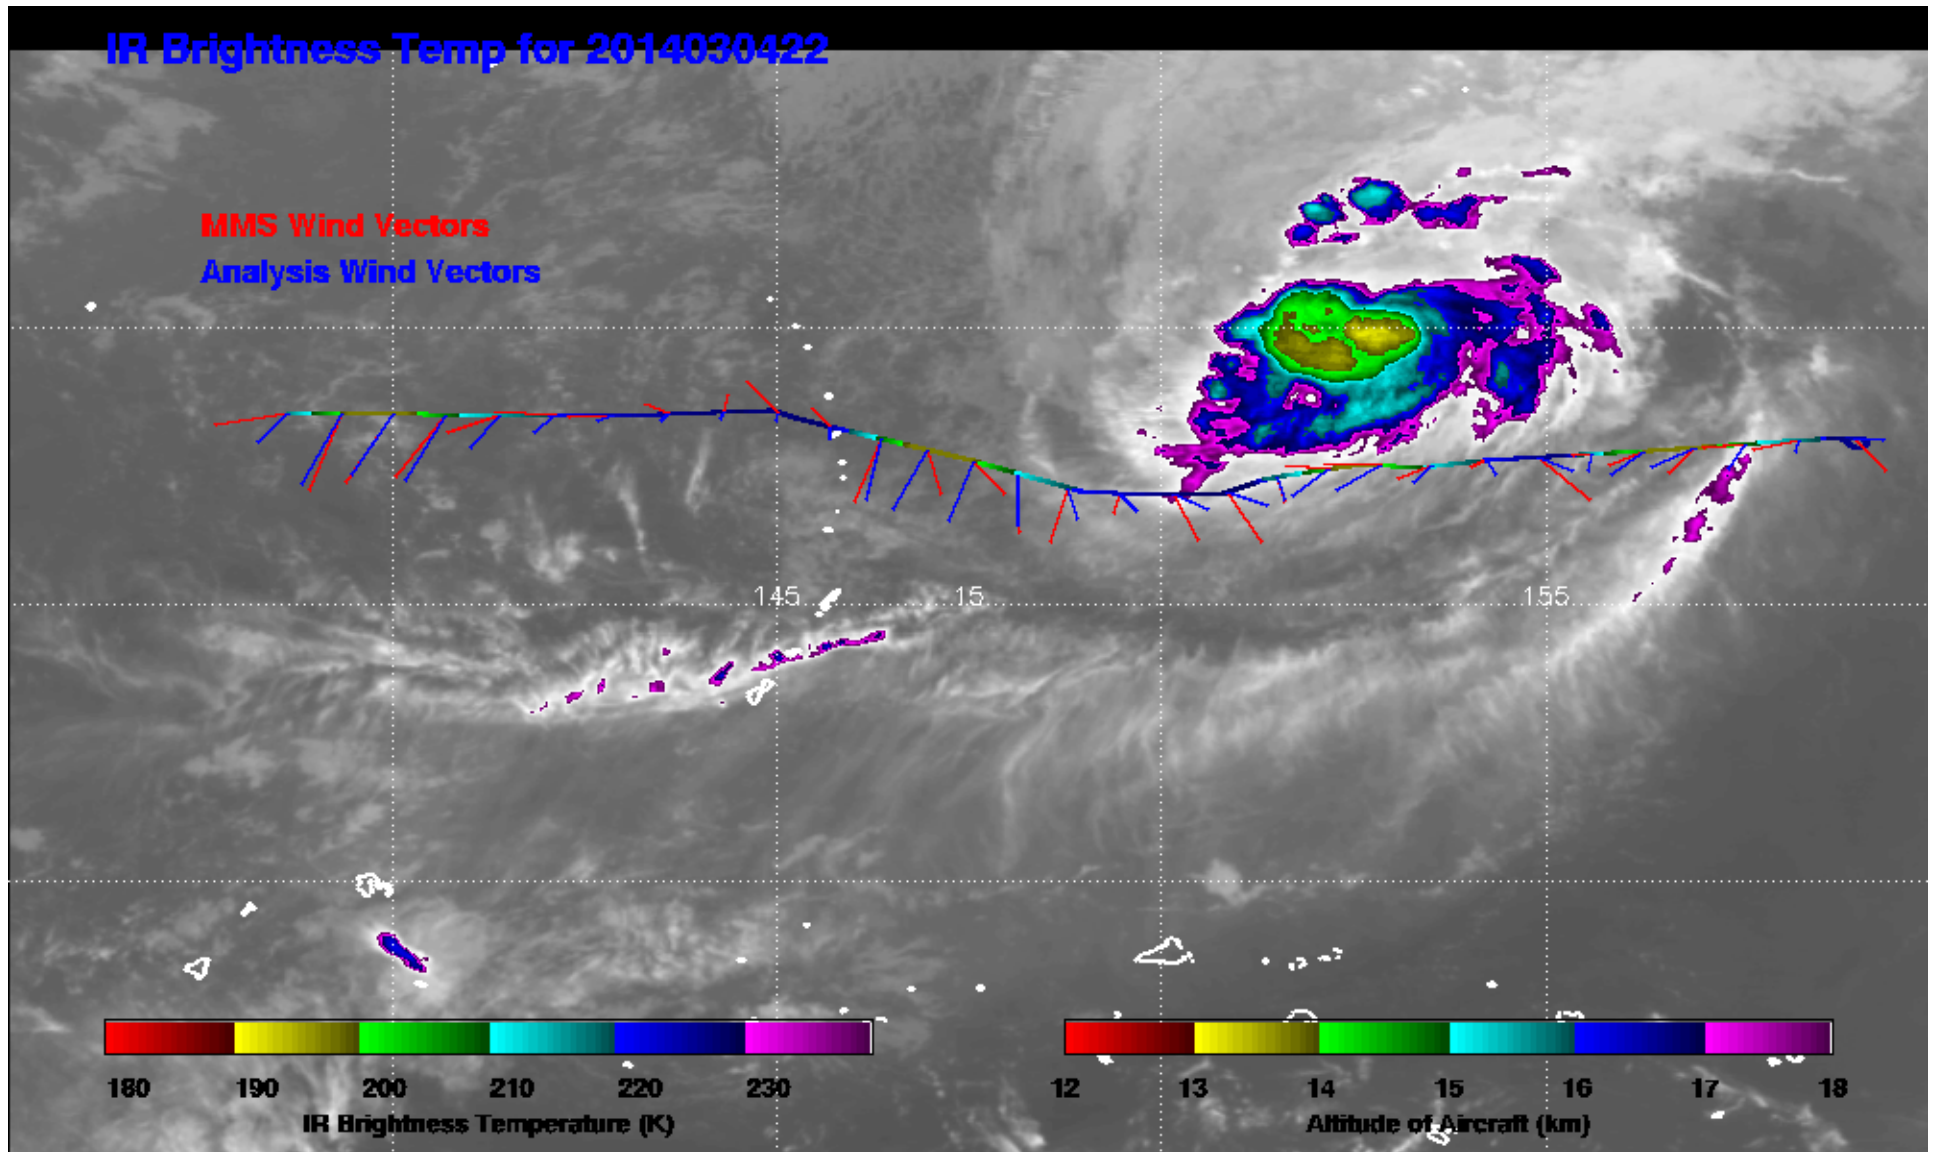 IR Brightness Temp for 2014030422
MMS Wind Vectors
Analysis Wind Vectors
145 15 155
180 190 200 210 220 230
IR Brightness Temperature (K)
12 13 14 15 16 17 18
Altitude of Aircraft (km)